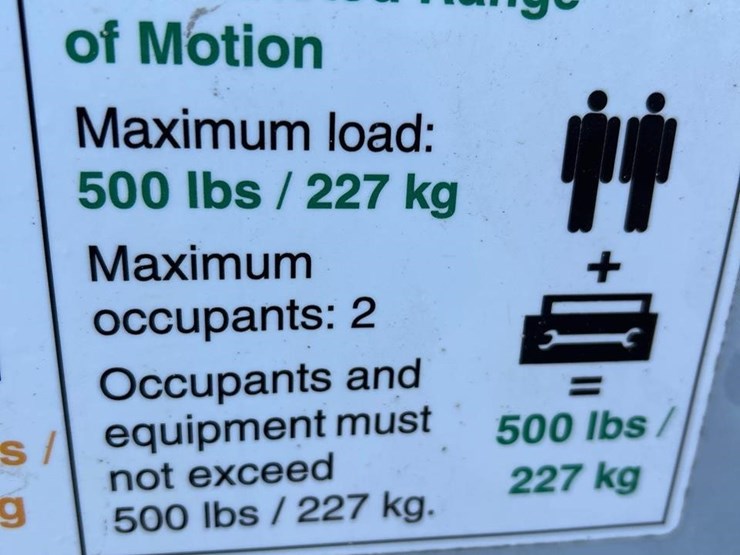 Range
of Motion
Maximum load:
500 lbs / 227 kg
Maximum
occupants: 2
Occupants and
equipment must
not exceed
500 lbs / 227 kg.
+
=
500 lbs /
227 kg
s /
g